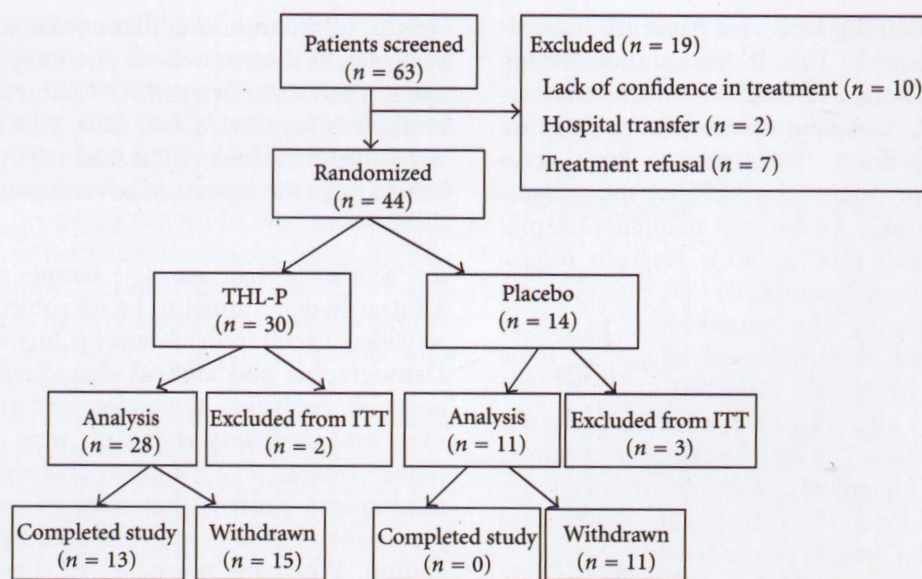 Patients screened
(n = 63)
Excluded (n = 19)
Lack of confidence in treatment (n = 10)
Hospital transfer (n = 2)
Treatment refusal (n = 7)
Randomized
(n = 44)
THL-P
(n = 30)
Placebo
(n = 14)
Analysis
(n = 28)
Excluded from ITT
(n = 2)
Analysis
(n = 11)
Excluded from ITT
(n = 3)
Completed study
(n = 13)
Withdrawn
(n = 15)
Completed study
(n = 0)
Withdrawn
(n = 11)